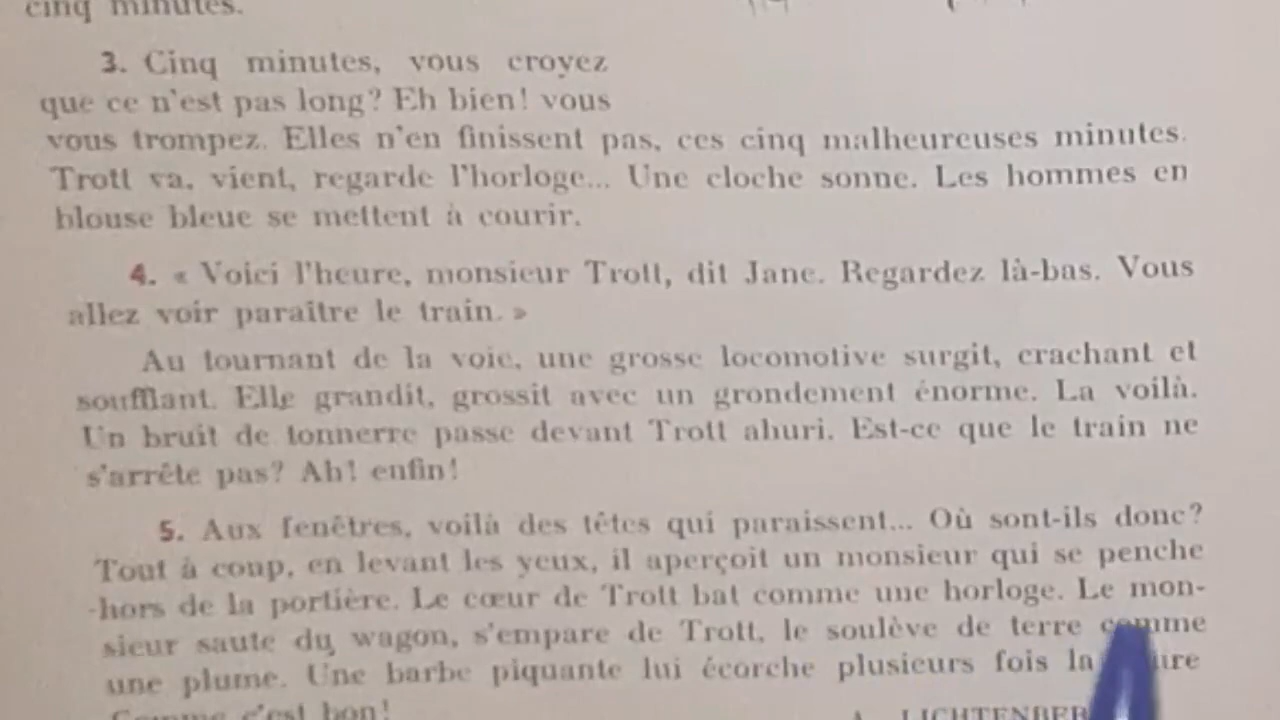 cinq minutes.
3. Cinq minutes, vous croyez
que ce n'est pas long? Eh bien! vous
vous trompez. Elles n'en finissent pas, ces cinq malheureuses minutes.
Trott va, vient, regarde l'horloge... Une cloche sonne. Les hommes en
blouse bleue se mettent à courir.
4. « Voici l'heure, monsieur Trott, dit Jane. Regardez là-bas. Vous
allez voir paraître le train. »
Au tournant de la voie, une grosse locomotive surgit, crachant et
soufflant. Elle grandit, grossit avec un grondement énorme. La voilà.
Un bruit de tonnerre passe devant Trott ahuri. Est-ce que le train ne
s'arrête pas? Ah! enfin!
5. Aux fenêtres, voilà des têtes qui paraissent... Où sont-ils donc?
Tout à coup, en levant les yeux, il aperçoit un monsieur qui se penche
hors de la portière. Le cœur de Trott bat comme une horloge. Le mon-
sieur saute du wagon, s'empare de Trott, le soulève de terre comme
une plume. Une barbe piquante lui écorche plusieurs fois la
Comme c'est bon!
A. LICHTENBER